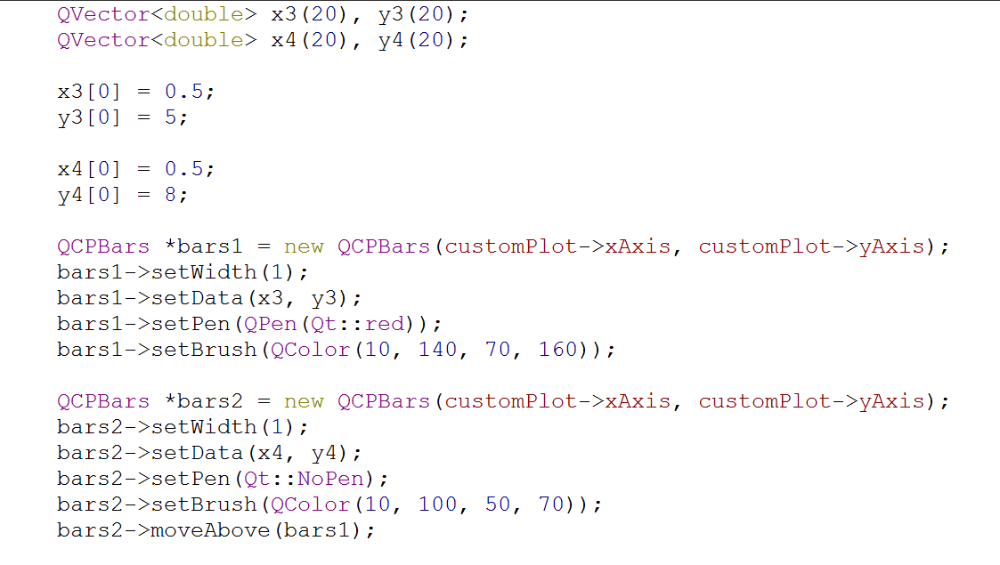 QVector<double> x3(20), y3(20);
QVector<double> x4(20), y4(20);
x3[0] = 0.5;
y3[0] = 5;
x4[0] = 0.5;
y4[0] = 8;
QCPBars *bars1 = new QCPBars(customPlot->xAxis, customPlot->yAxis);
bars1->setWidth(1);
bars1->setData(x3, y3);
bars1->setPen(QPen(Qt::red));
bars1->setBrush(QColor(10, 140, 70, 160));
QCPBars *bars2 = new QCPBars(customPlot->xAxis, customPlot->yAxis);
bars2->setWidth(1);
bars2->setData(x4, y4);
bars2->setPen(Qt::NoPen);
bars2->setBrush(QColor(10, 100, 50, 70));
bars2->moveAbove(bars1);